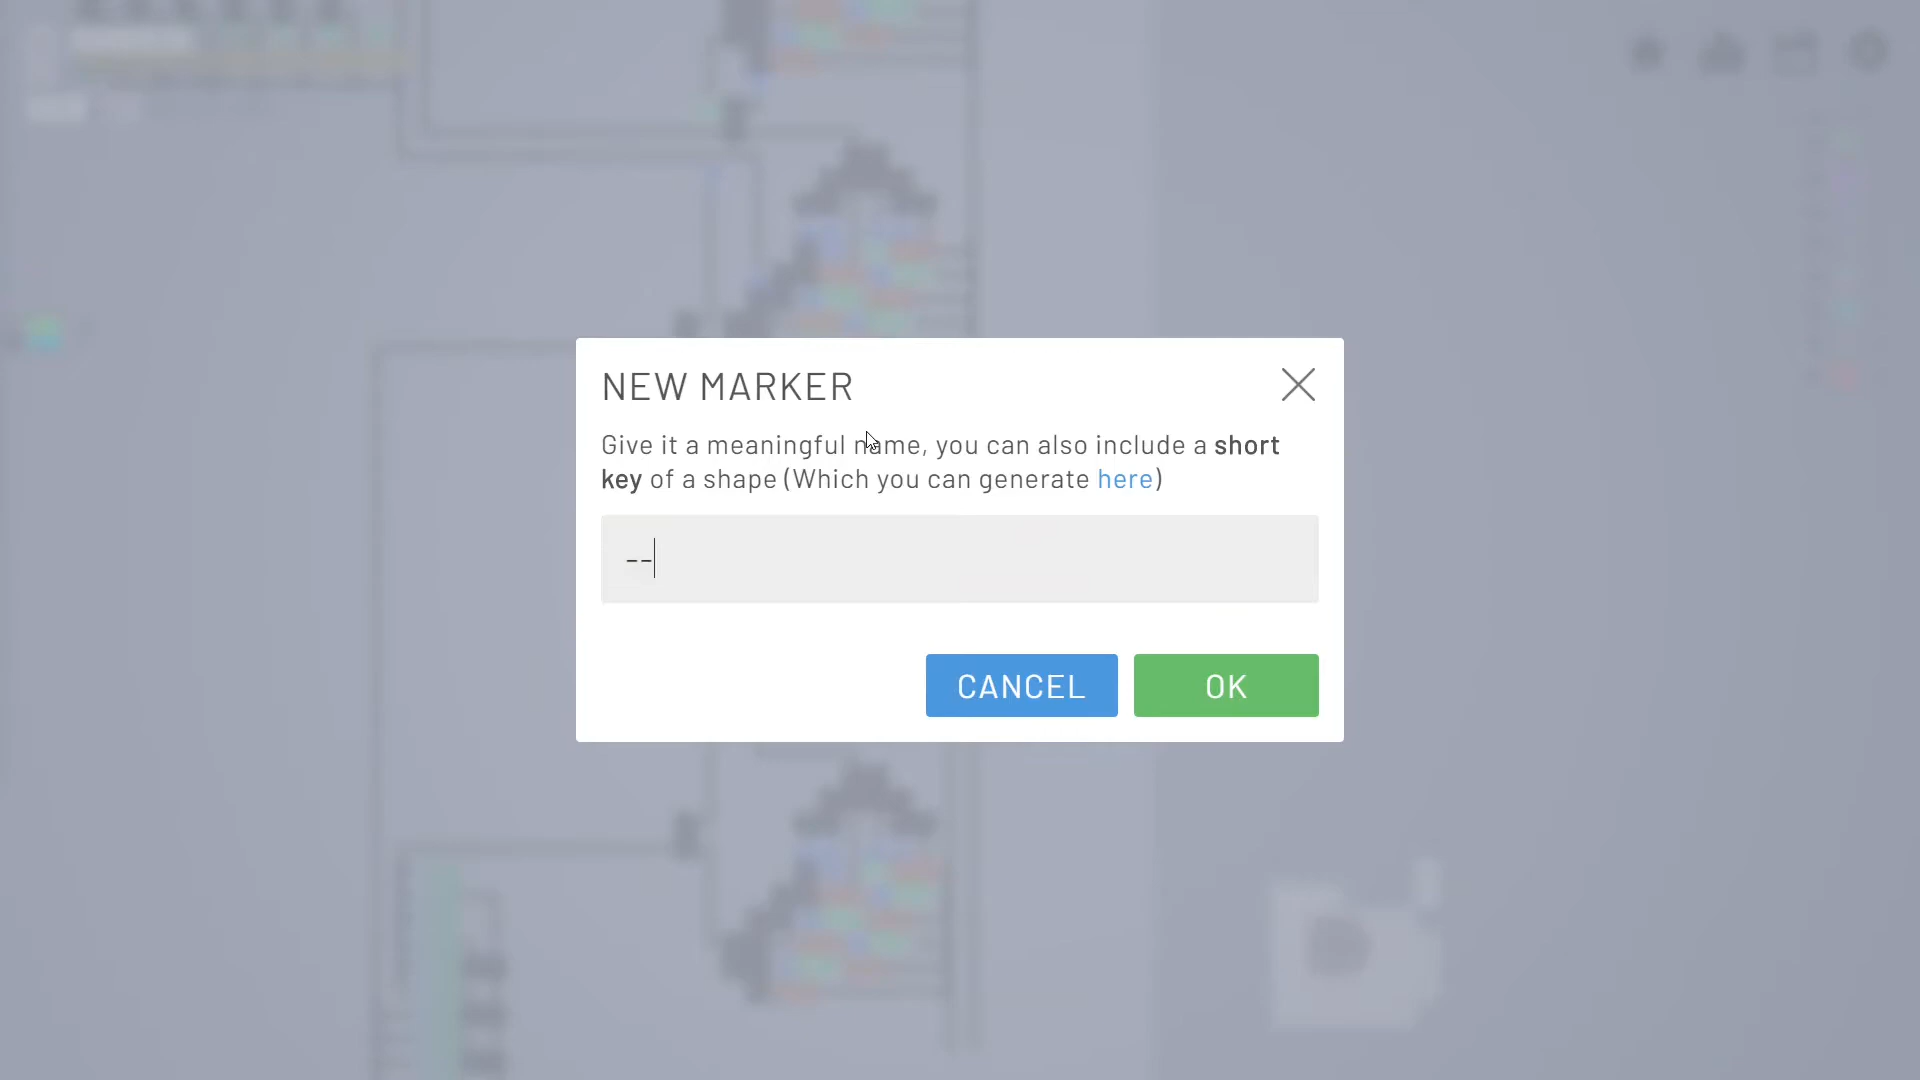 NEW MARKER
Give it a meaningful name, you can also include a short
key of a shape (Which you can generate here)
--
CANCEL
OK